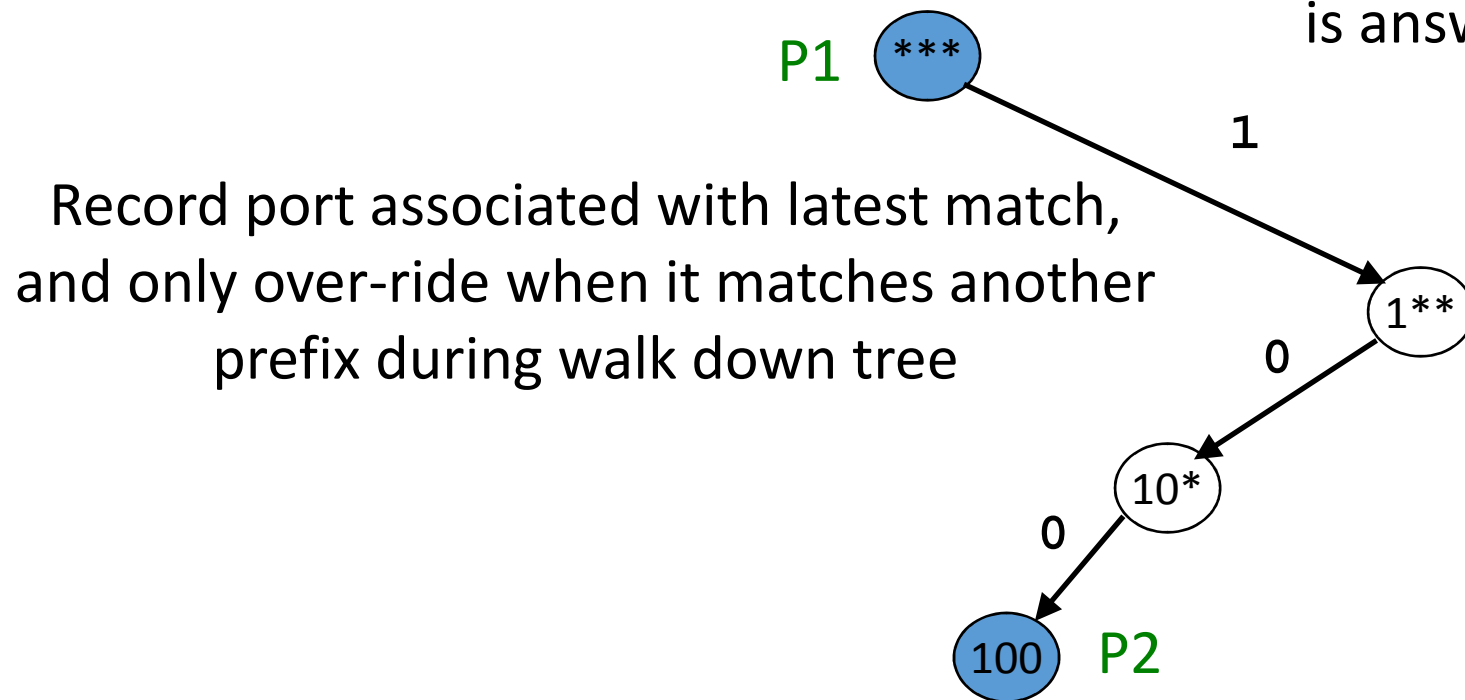 is
P1
***
1
Record port associated with latest match,
and only over-ride when it matches another
prefix during walk down tree
1**
0
10*
0
100
P2